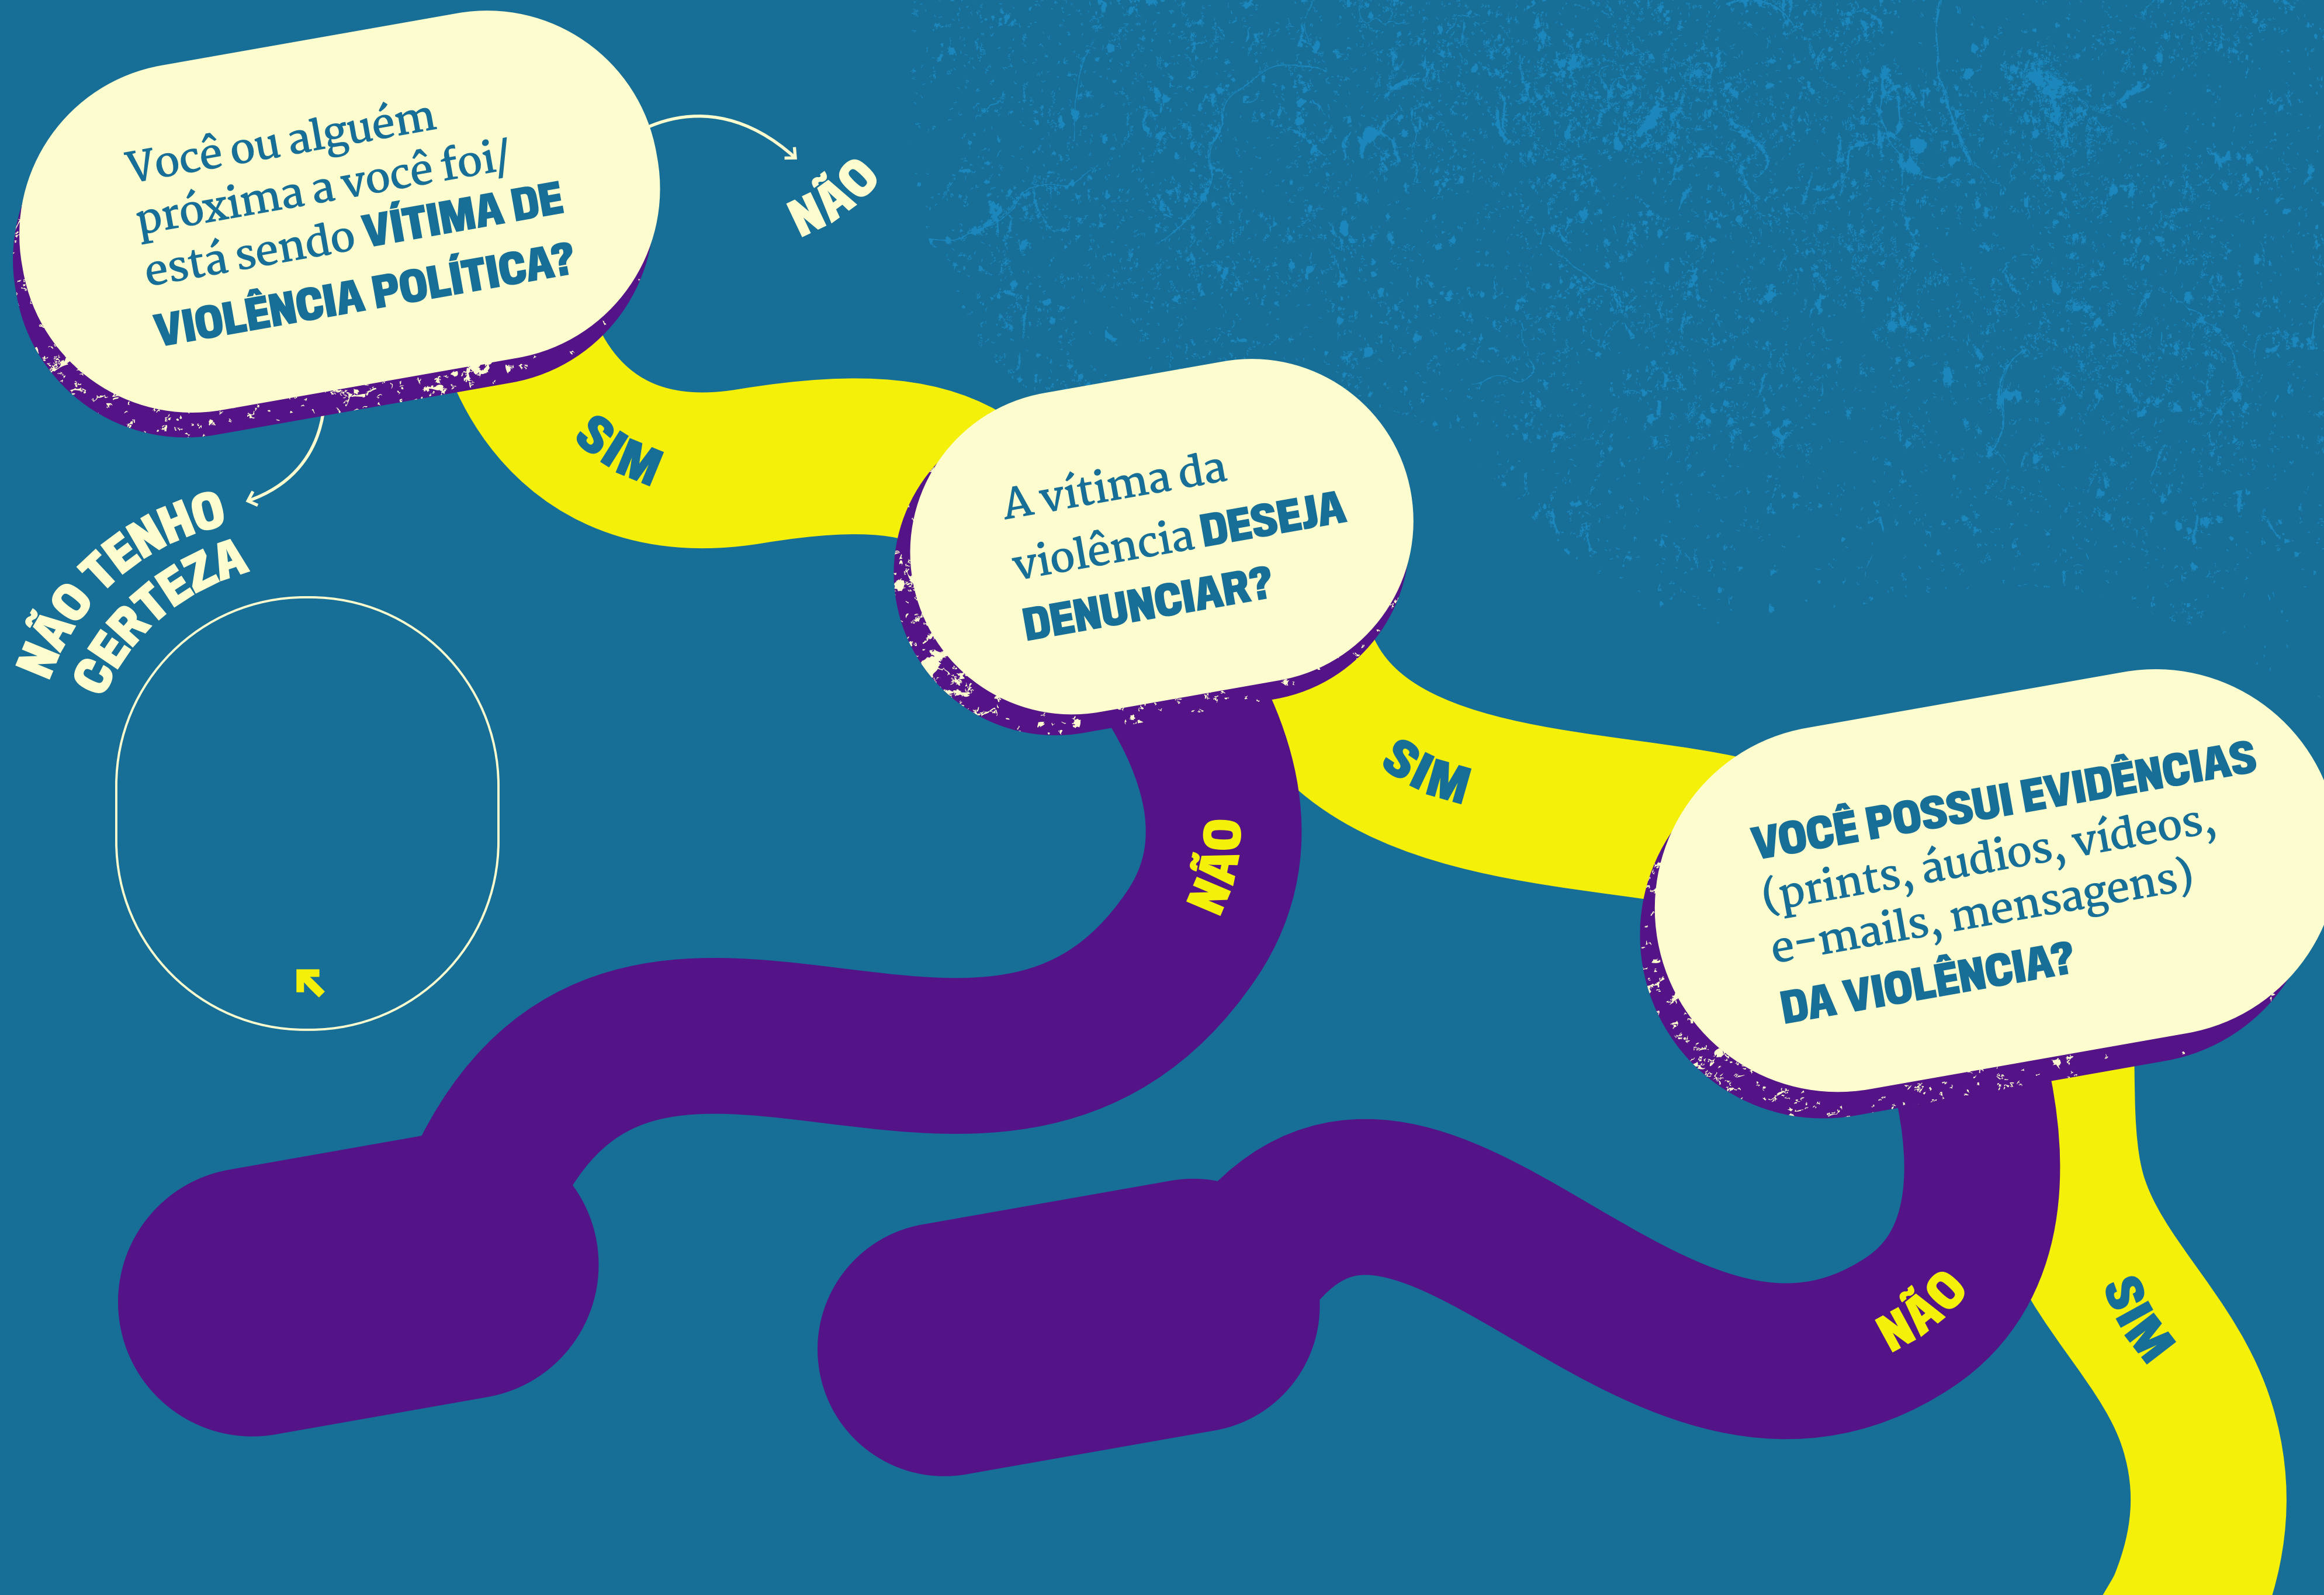 Você ou alguém
próxima a você foi/
está sendo VÍTIMA DE
VIOLÊNCIA POLÍTICA?
NÃO
SIM
NÃO TENHO
CERTEZA
A vítima da
violência DESEJA
DENUNCIAR?
SIM
NÃO
VOCÊ POSSUI EVIDÊNCIAS
(prints, áudios, vídeos,
e-mails, mensagens)
DA VIOLÊNCIA?
NÃO
SIM